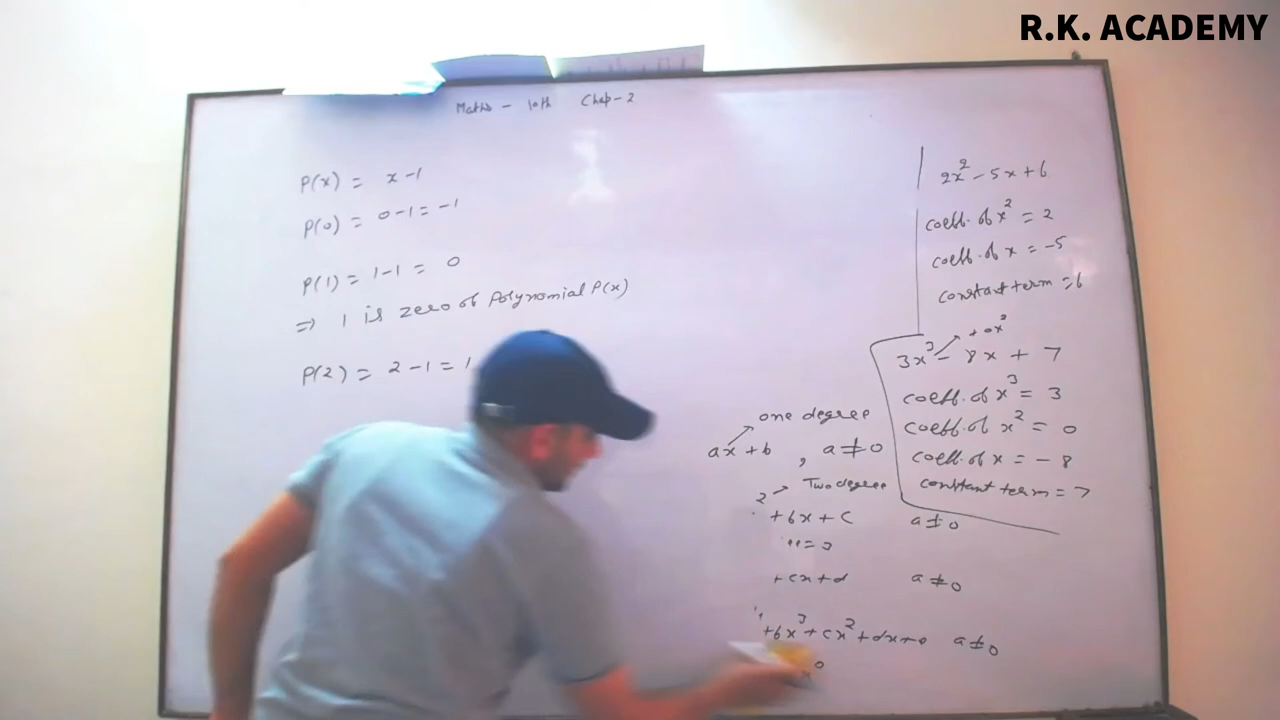 R.K. ACADEMY
Maths - 10th Chap-2
P(x) = x-1
P(0) = 0-1 = -1
P(1) = 1-1 = 0
⇒ 1 is zero of Polynomial P(x)
P(2) = 2-1 = 1
one degree
ax+b , a≠0
2 → Two degree
+bx+c a≠0
= 3
+cx+d a≠0
+bx³+cx²+dx+e a≠0
x⁰
2x²-5x+6
coeff. of x² = 2
coeff. of x = -5
constant term = 6
+0x²
3x³ - 8x + 7
coeff. of x³ = 3
coeff. of x² = 0
coeff. of x = -8
constant term = 7